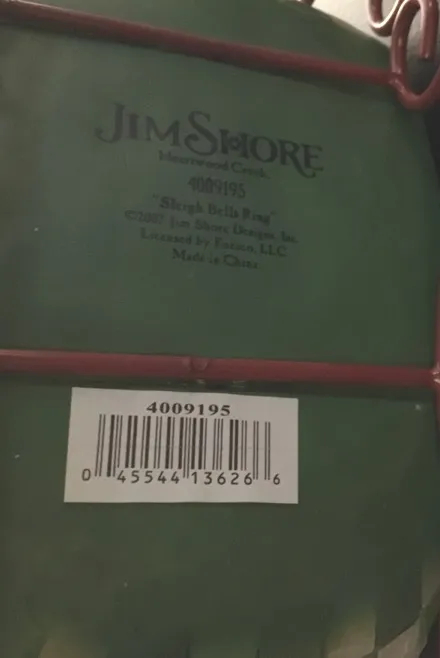 JIM SHORE
Heartwood Creek
4009195
"Sleigh Bells Ring"
©2007 Jim Shore Designs, Inc.
Licensed by Enesco, LLC
Made in China
4009195
0 45544 13626 6